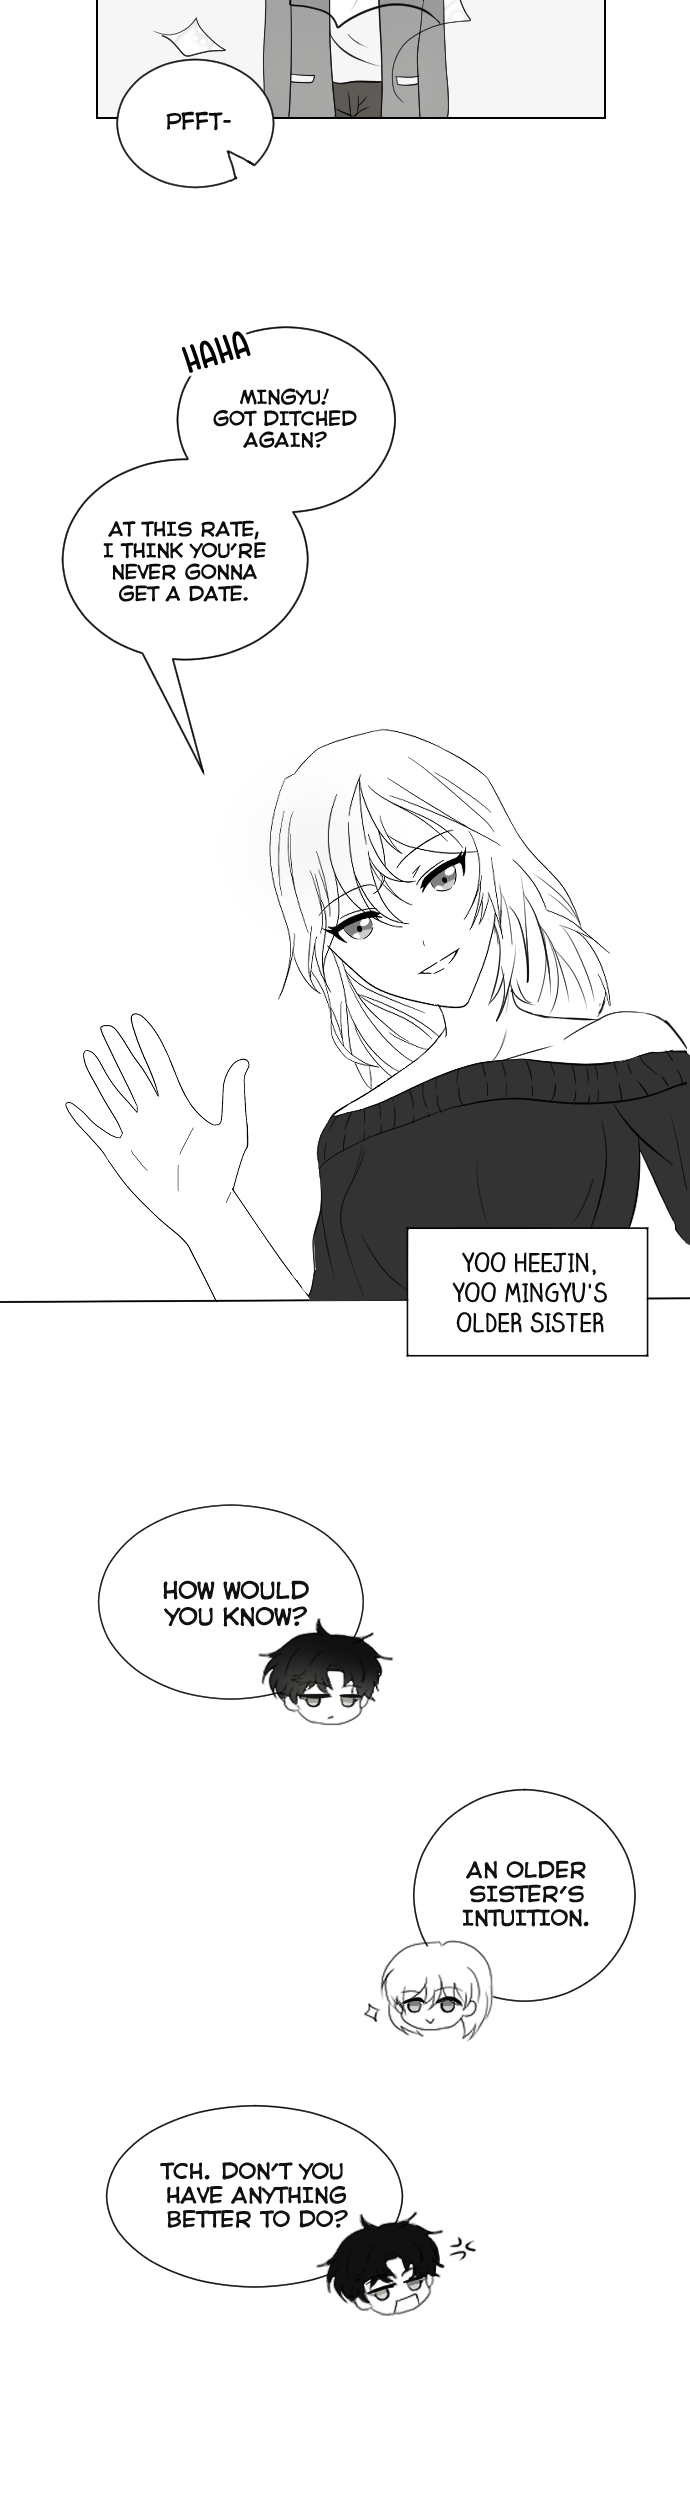 PFFT-
HAHA
MINGYU!
GOT DITCHED
AGAIN?
AT THIS RATE,
I THINK YOU'RE
NEVER GONNA
GET A DATE.
YOO HEEJIN,
YOO MINGYU'S
OLDER SISTER
HOW WOULD
YOU KNOW?
AN OLDER
SISTER'S
INTUITION.
TCH. DON'T YOU
HAVE ANYTHING
BETTER TO DO?